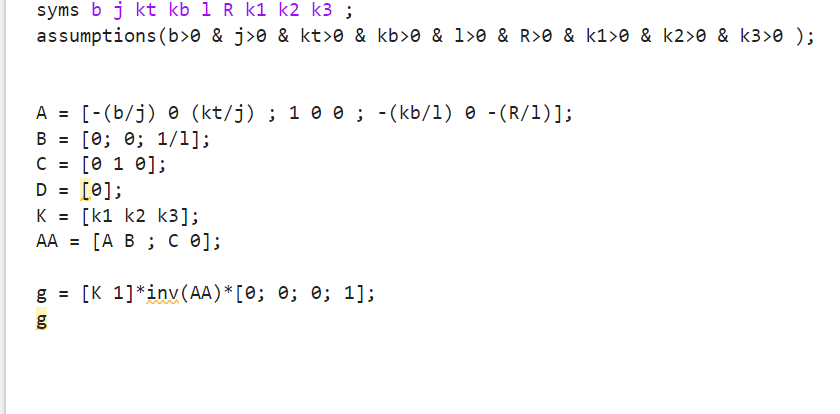 syms b j kt kb l R k1 k2 k3 ;
assumptions(b>0 & j>0 & kt>0 & kb>0 & l>0 & R>0 & k1>0 & k2>0 & k3>0 );
A = [-(b/j) 0 (kt/j) ; 1 0 0 ; -(kb/l) 0 -(R/l)];
B = [0; 0; 1/l];
C = [0 1 0];
D = [0];
K = [k1 k2 k3];
AA = [A B ; C 0];
g = [K 1]*inv(AA)*[0; 0; 0; 1];
g